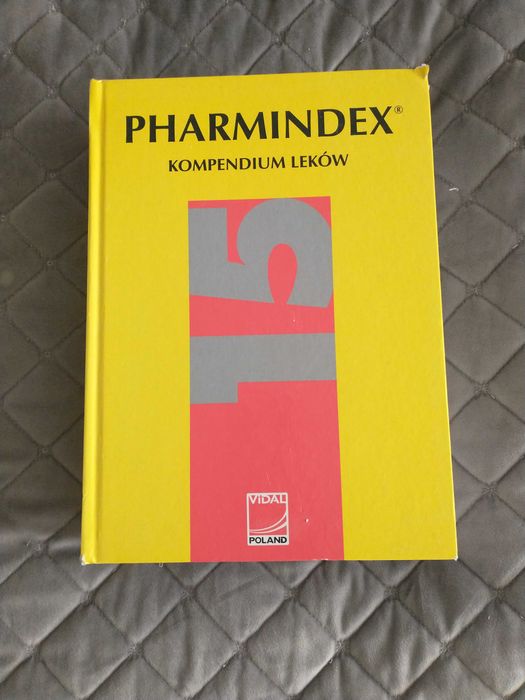 PHARMINDEX®
KOMPENDIUM LEKÓW
15
VIDAL
POLAND